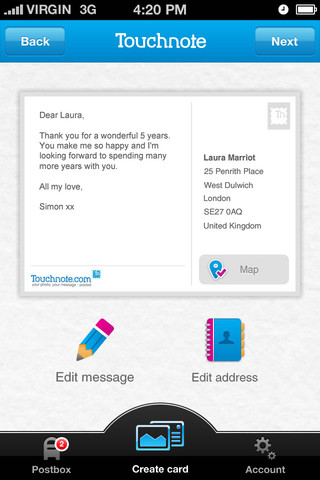 VIRGIN 3G 4:20 PM
Back
Touchnote
Next
Dear Laura,
Thank you for a wonderful 5 years.
You make me so happy and I'm
looking forward to spending many
more years with you.
All my love,
Simon xx
Touchnote.com
your photo, your message - posted
Th
Th
Laura Marriot
25 Penrith Place
West Dulwich
London
SE27 0AQ
United Kingdom
Map
Edit message
Edit address
2
Postbox
Create card
Account